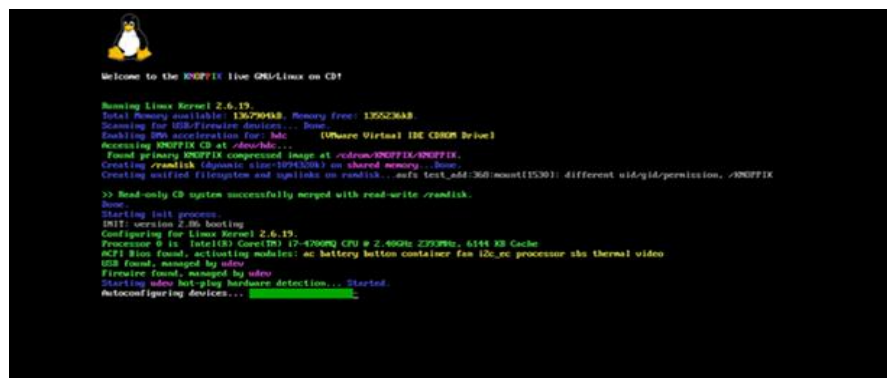 Welcome to the KNOPPIX live GNU/Linux on CD!
Running Linux Kernel 2.6.19.
Total Memory available: 1367904kB, Memory free: 1355236kB.
Scanning for USB/Firewire devices... Done.
Enabling DMA acceleration for: hdc [VMware Virtual IDE CDROM Drive]
Accessing KNOPPIX CD at /dev/hdc...
Found primary KNOPPIX compressed image at /cdrom/KNOPPIX/KNOPPIX.
Creating /ramdisk (dynamic size=1094320k) on shared memory...Done.
Creating unified filesystem and symlinks on ramdisk...aufs test_add:368:mount[1530]: different uid/gid/permission, /KNOPPIX
>> Read-only CD system successfully merged with read-write /ramdisk.
Done.
Starting init process.
INIT: version 2.86 booting
Configuring for Linux Kernel 2.6.19.
Processor 0 is Intel(R) Core(TM) i7-4700MQ CPU @ 2.40GHz 2393MHz, 6144 KB Cache
ACPI Bios found, activating modules: ac battery button container fan i2c_ec processor sbs thermal video
USB found, managed by udev
Firewire found, managed by udev
Starting udev hot-plug hardware detection... Started.
Autoconfiguring devices...